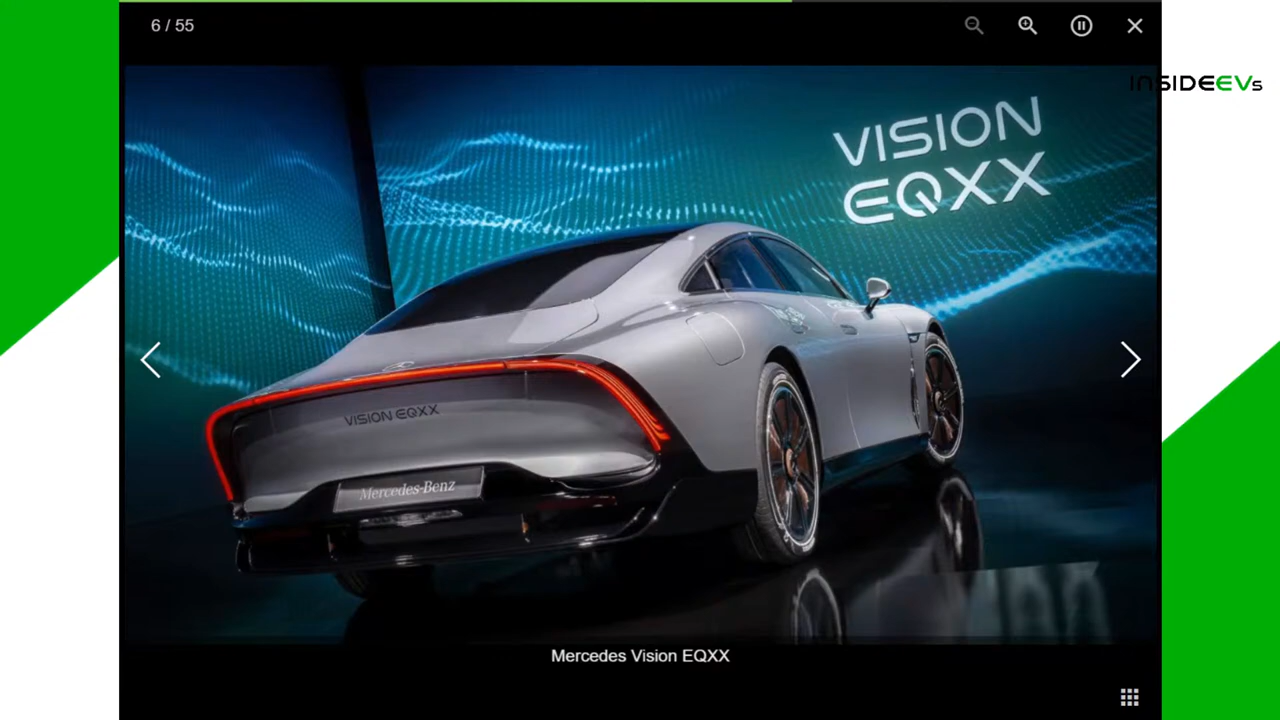 6 / 55
INSIDEEVs
VISION
EQXX
VISION EQXX
Mercedes-Benz
Mercedes Vision EQXX